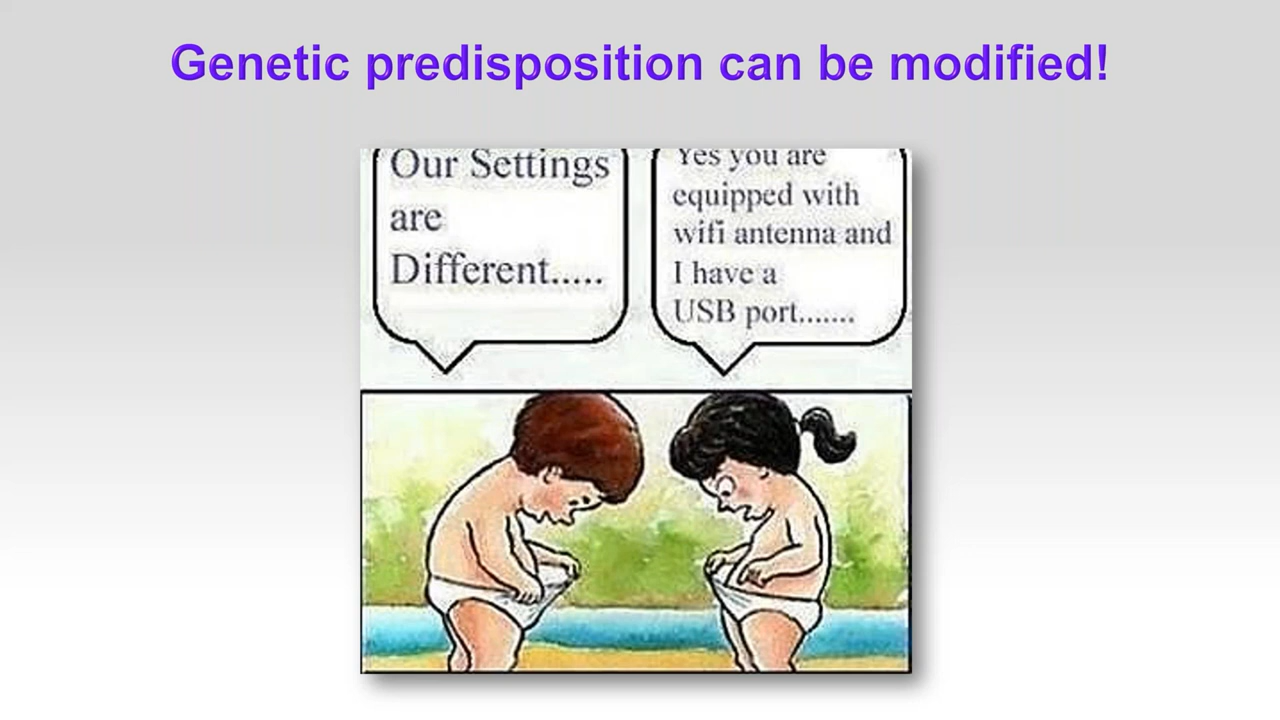 Genetic predisposition can be modified!
Our Settings
are
Different.....
Yes you are
equipped with
wifi antenna and
I have a
USB port.......